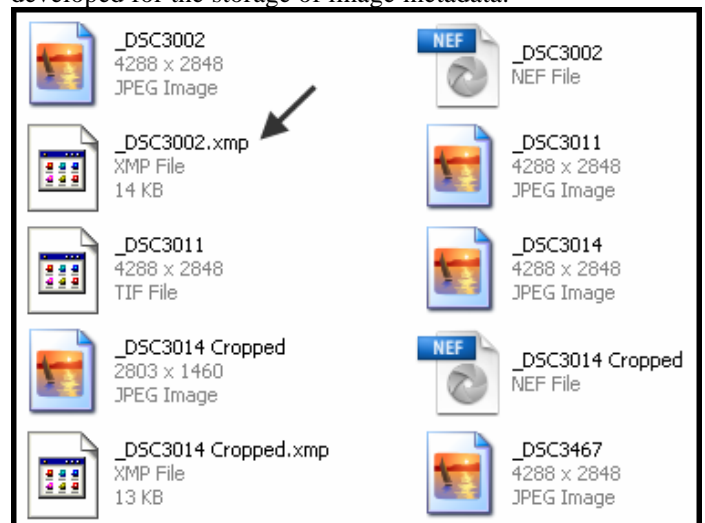 developed for the storage of image metadata.
_DSC3002
4288 x 2848
JPEG Image
NEF
_DSC3002
NEF File
_DSC3002.xmp
XMP File
14 KB
_DSC3011
4288 x 2848
JPEG Image
_DSC3011
4288 x 2848
TIF File
_DSC3014
4288 x 2848
JPEG Image
_DSC3014 Cropped
2803 x 1460
JPEG Image
NEF
_DSC3014 Cropped
NEF File
_DSC3014 Cropped.xmp
XMP File
13 KB
_DSC3467
4288 x 2848
JPEG Image